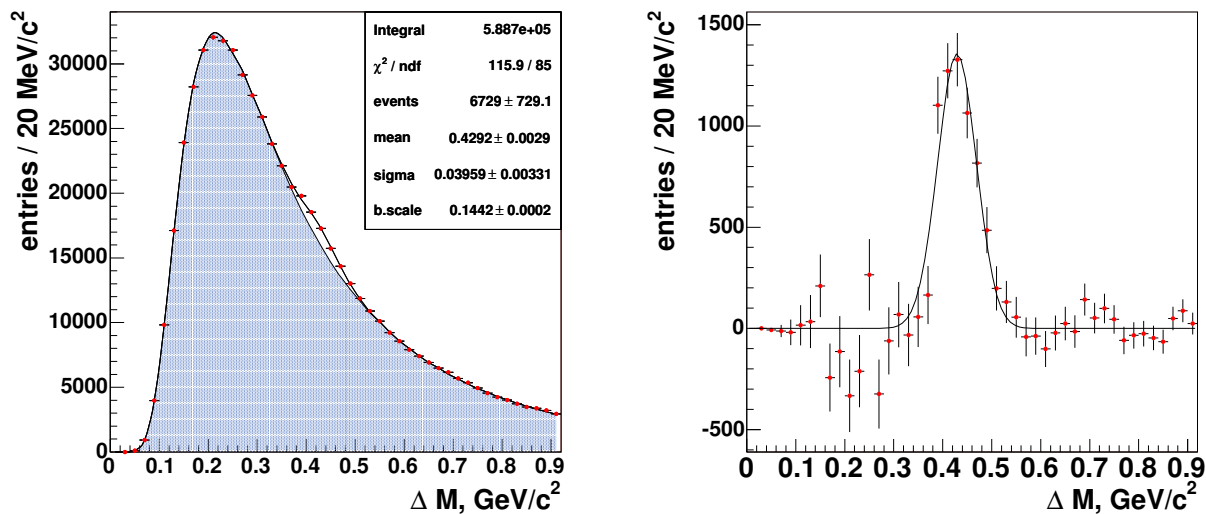 entries / 20 MeV/c²
30000
25000
20000
15000
10000
5000
0
0 0.1 0.2 0.3 0.4 0.5 0.6 0.7 0.8 0.9
Δ M, GeV/c²
Integral 5.887e+05
χ² / ndf 115.9 / 85
events 6729 ± 729.1
mean 0.4292 ± 0.0029
sigma 0.03959 ± 0.00331
b.scale 0.1442 ± 0.0002
entries / 20 MeV/c²
1500
1000
500
0
-500
0 0.1 0.2 0.3 0.4 0.5 0.6 0.7 0.8 0.9
Δ M, GeV/c²